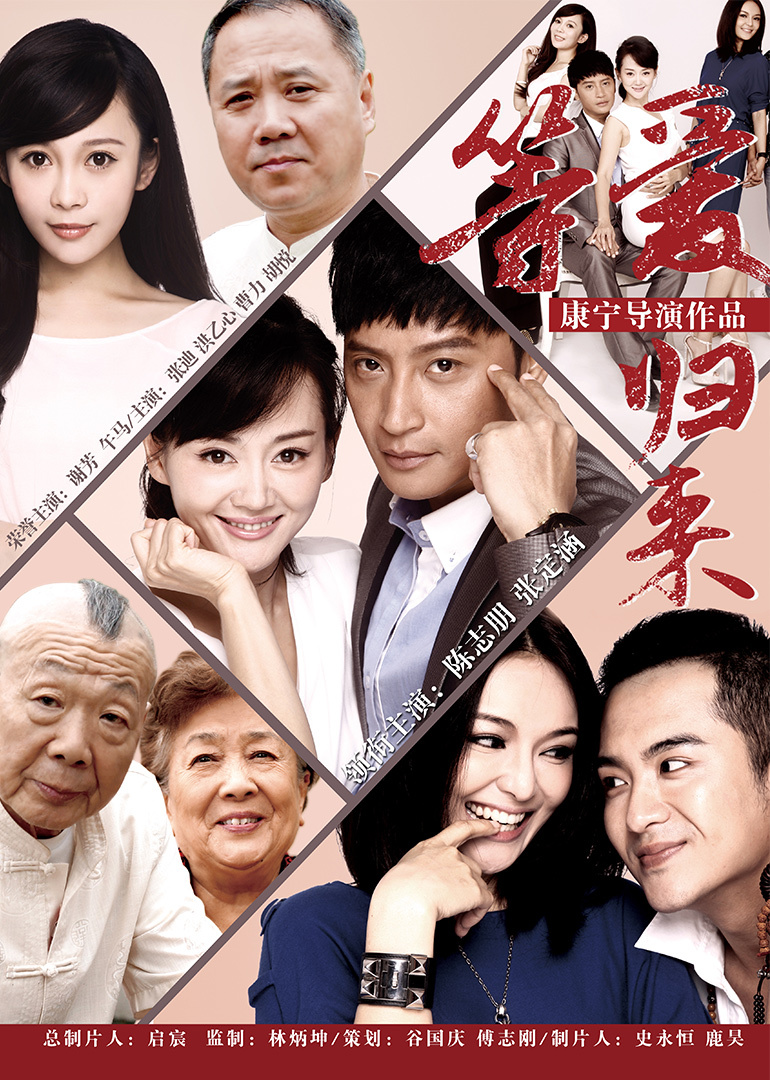 等爱
康宁导演作品
归来
荣誉主演：谢芳 午马/主演：张迪 洪乙心 曹力 胡悦
领衔主演：陈志朋 张定涵
总制片人：启宸 监制：林炳坤/策划：谷国庆 傅志刚/制片人：史永恒 鹿昊